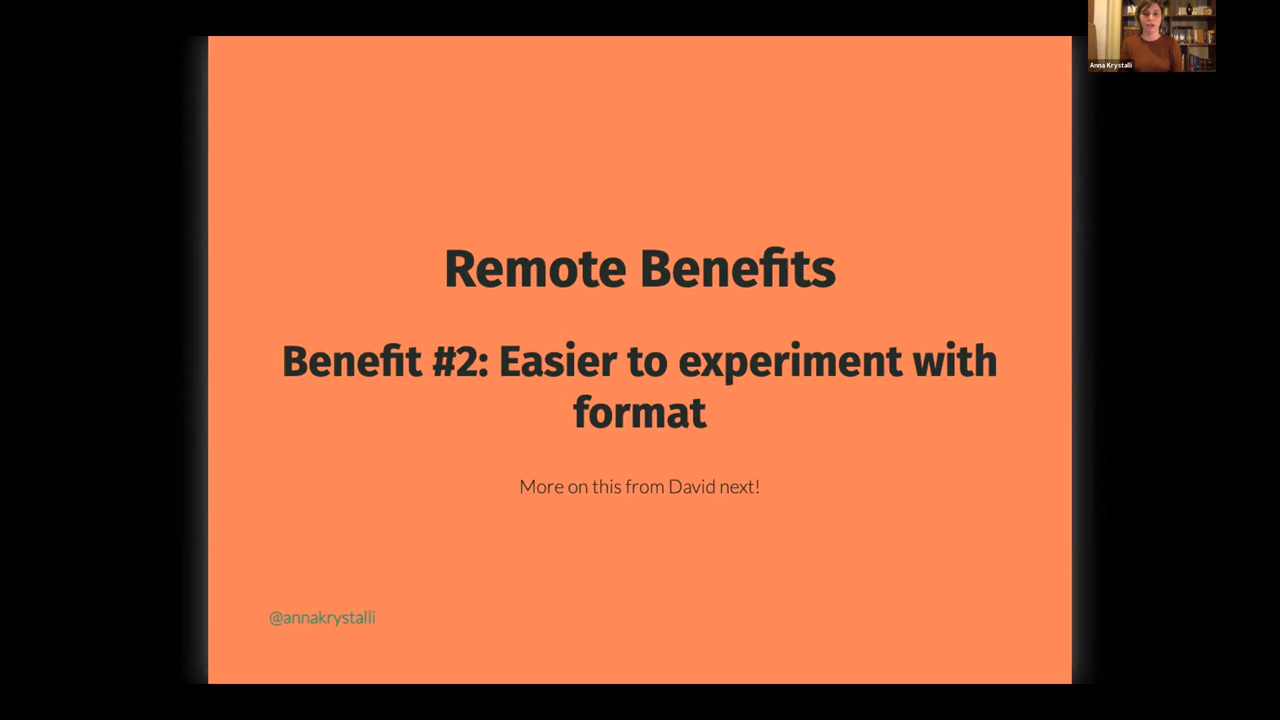 Anna Krystalli
Remote Benefits
Benefit #2: Easier to experiment with
format
More on this from David next!
@annakrystalli